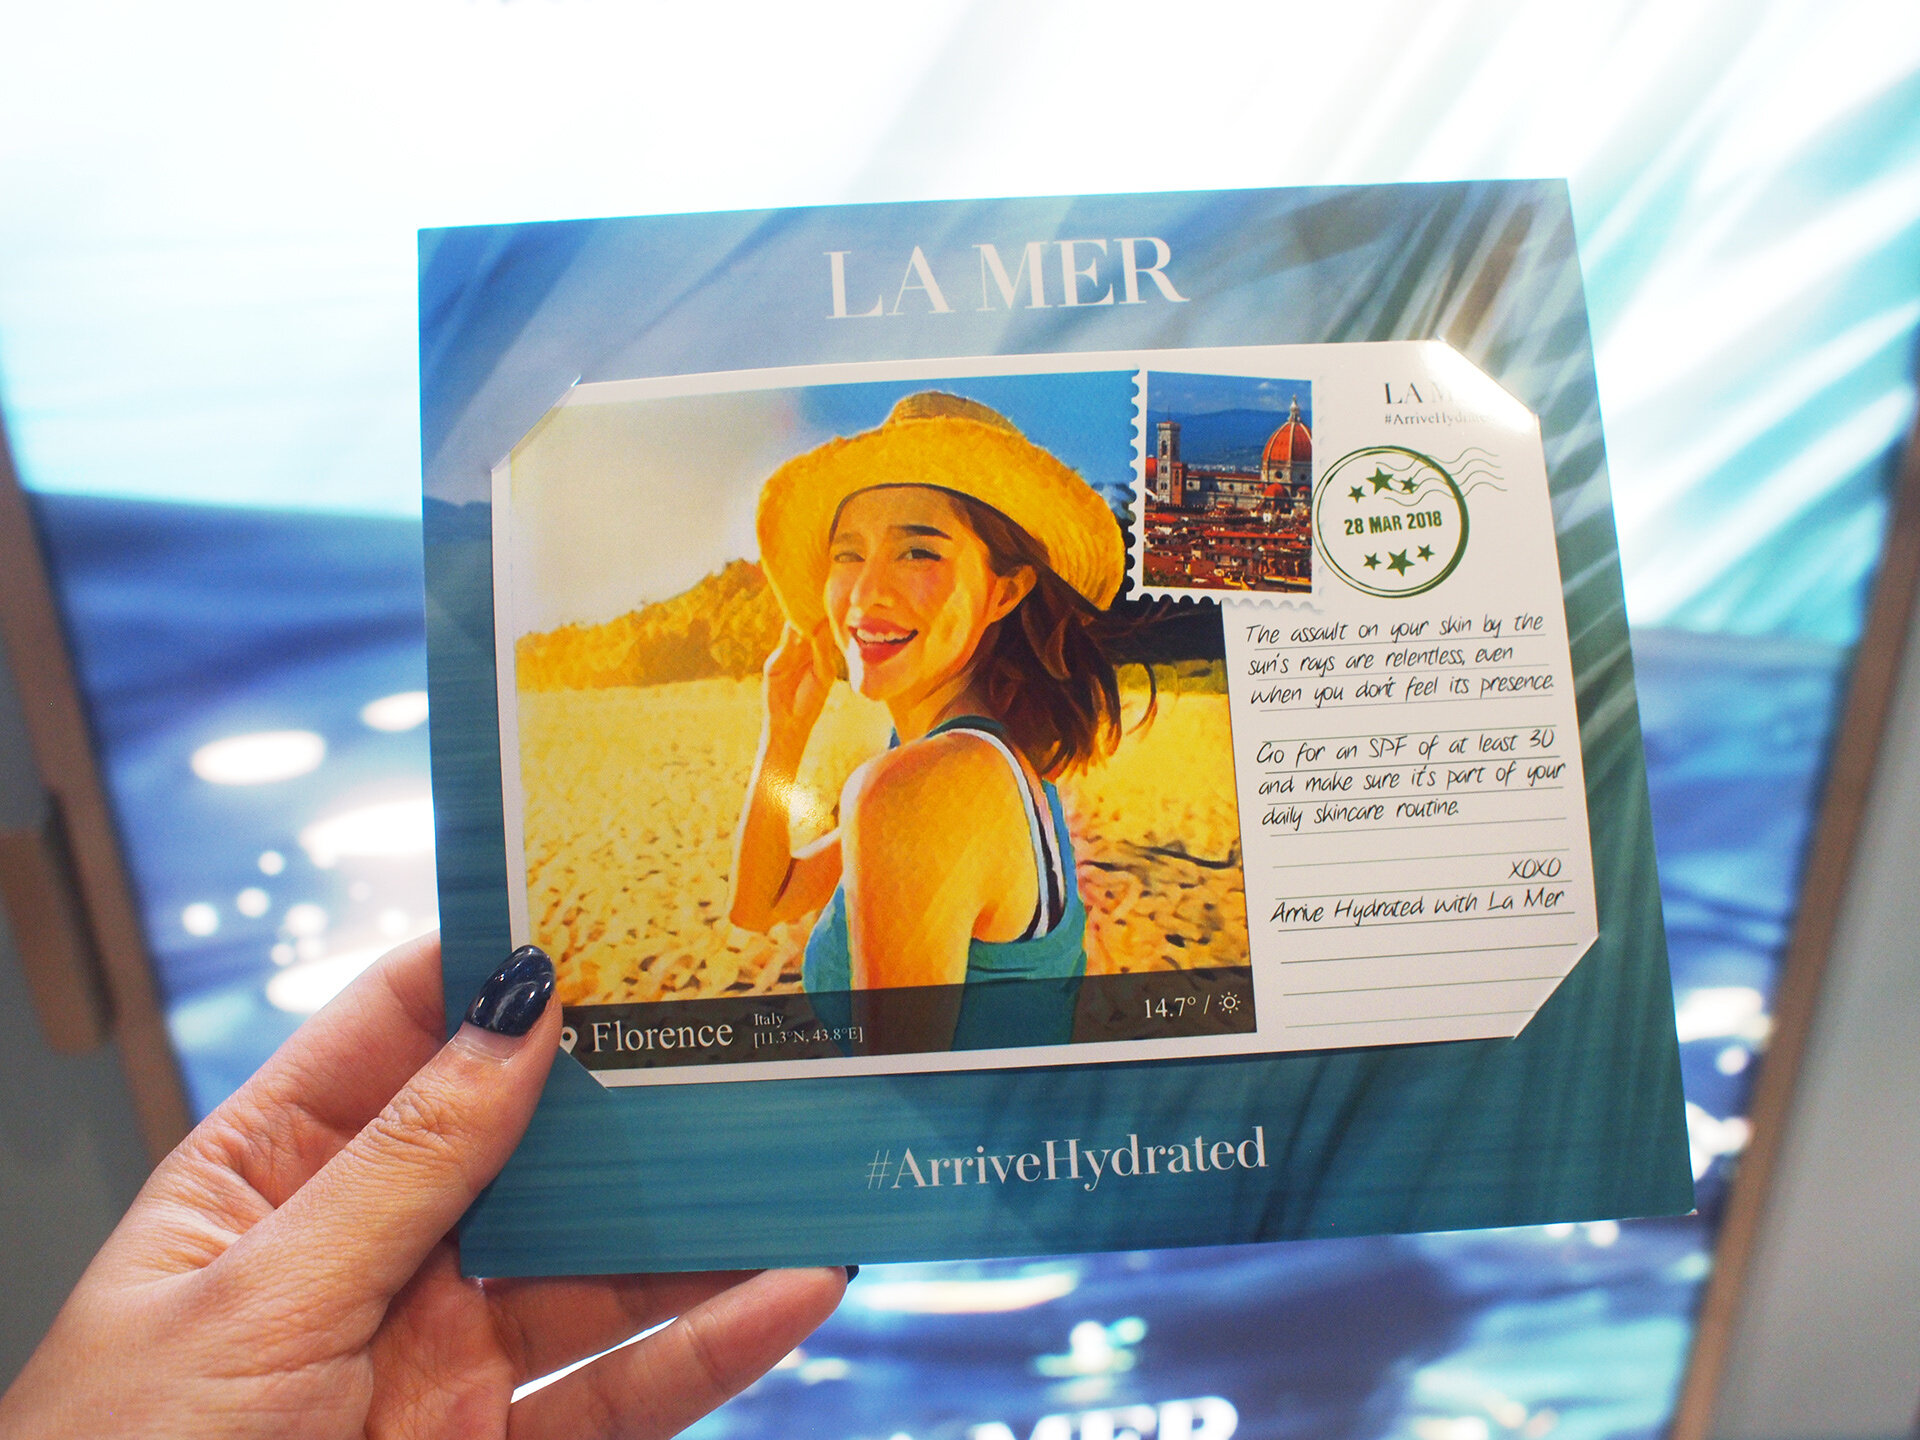 LA MER
LA M
#ArriveHydrated
28 MAR 2018
The assault on your skin by the
sun's rays are relentless, even
when you don't feel its presence.
Go for an SPF of at least 30
and make sure it's part of your
daily skincare routine.
XOXO
Arrive Hydrated with La Mer
Florence
Italy
[11.3°N, 43.8°E]
14.7° /
#ArriveHydrated
MER